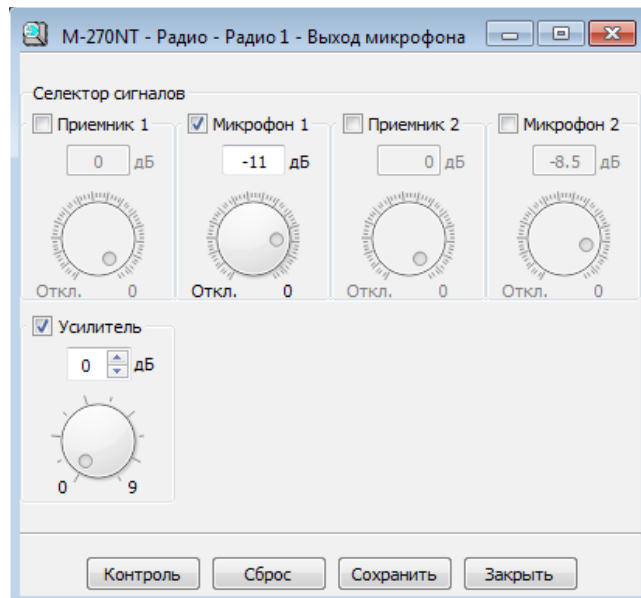 M-270NT - Радио - Радио 1 - Выход микрофона
Селектор сигналов
Приемник 1 Микрофон 1 Приемник 2 Микрофон 2
0 дБ -11 дБ 0 дБ -8.5 дБ
Откл. 0 Откл. 0 Откл. 0 Откл. 0
Усилитель
0 дБ
0 9
Контроль Сброс Сохранить Закрыть